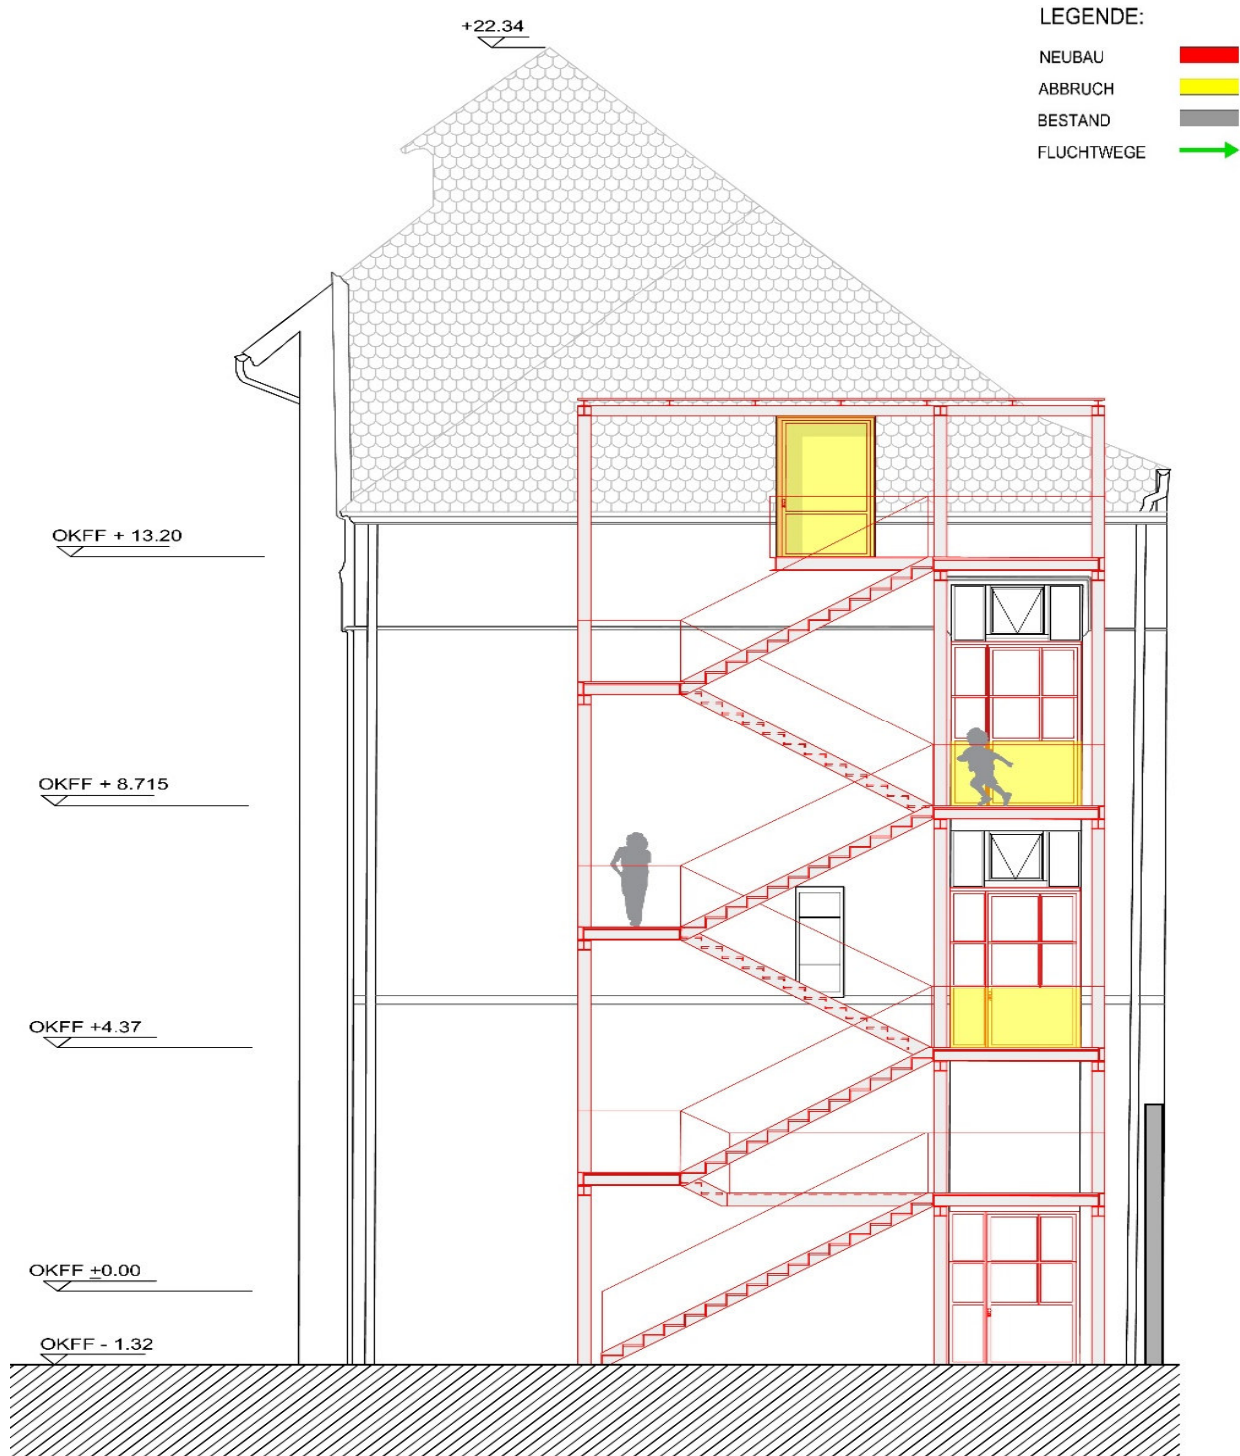 LEGENDE:
NEUBAU
ABBRUCH
BESTAND
FLUCHTWEGE
+22.34
OKFF + 13.20
OKFF + 8.715
OKFF +4.37
OKFF ±0.00
OKFF - 1.32